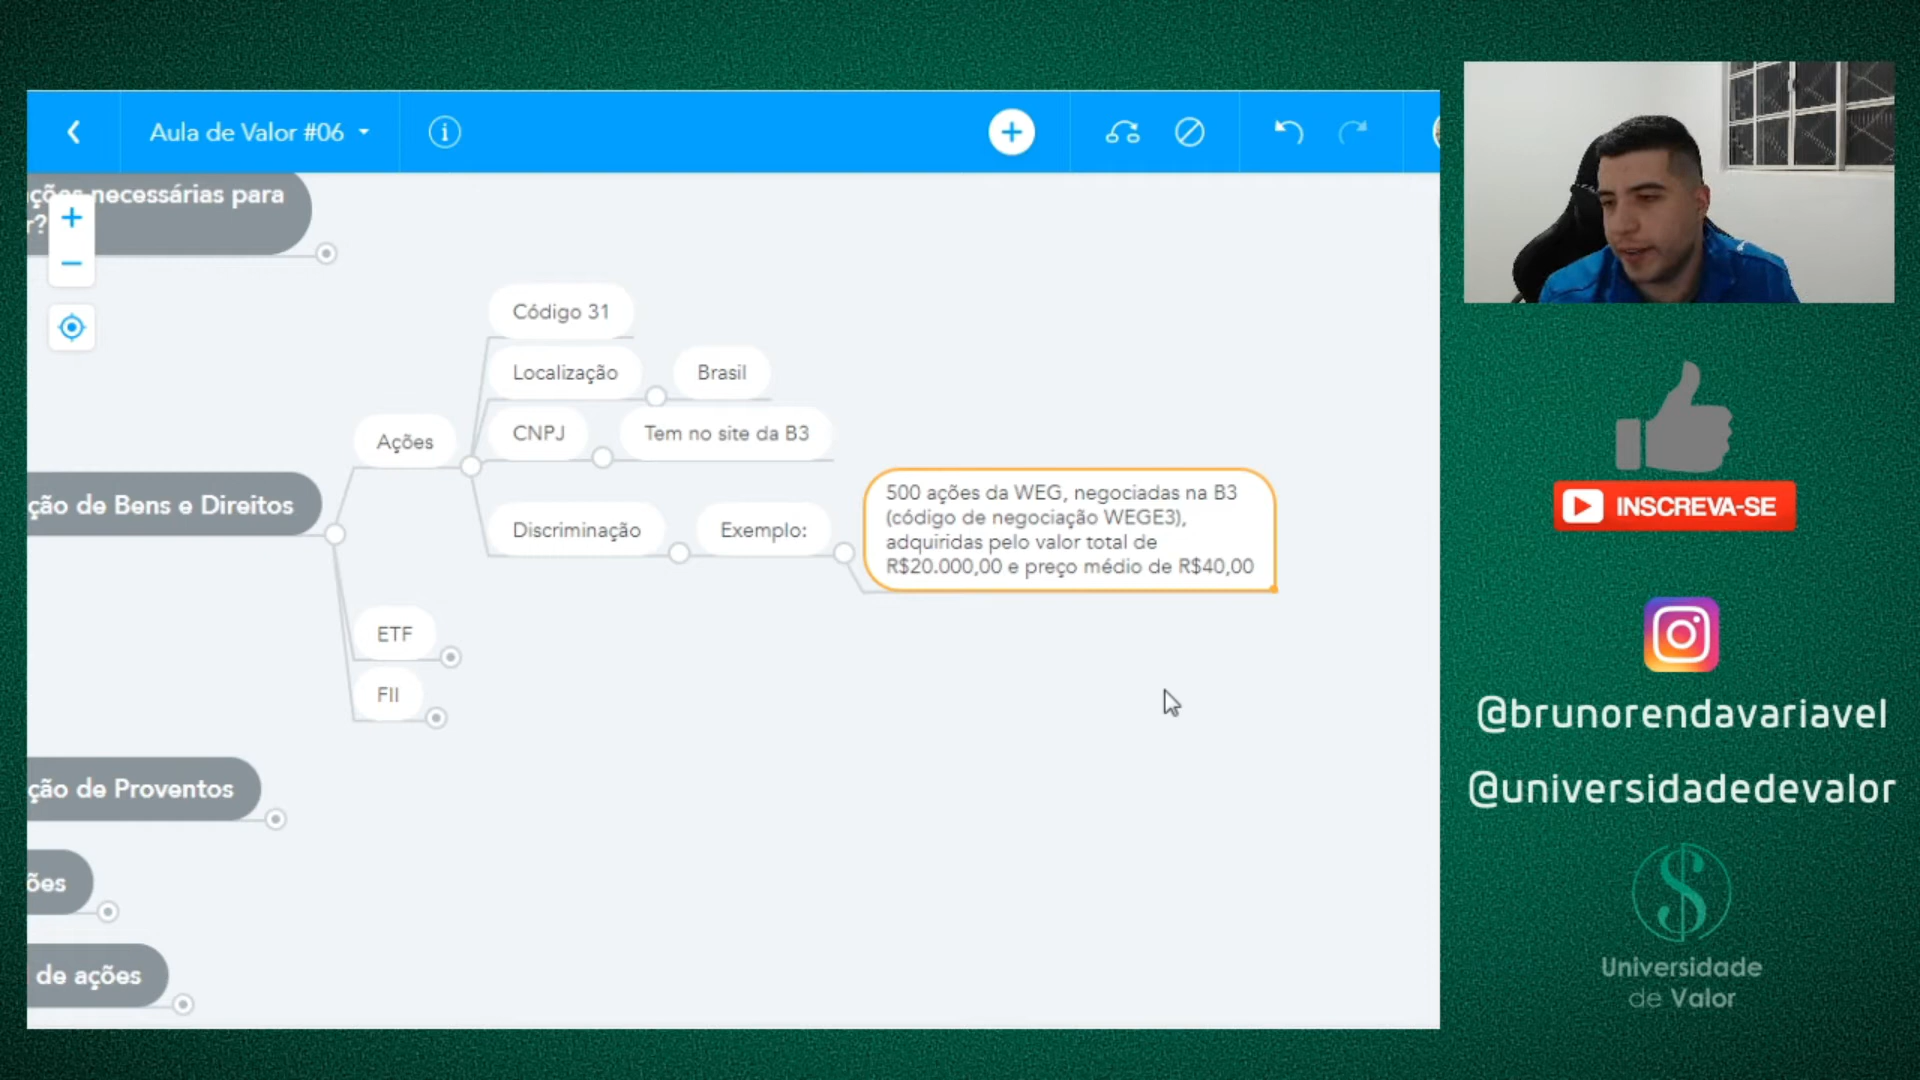 Aula de Valor #06
ções necessárias para
r?
Código 31
Localização
Brasil
CNPJ
Tem no site da B3
Ações
Discriminação
Exemplo:
500 ações da WEG, negociadas na B3
(código de negociação WEGE3),
adquiridas pelo valor total de
R$20.000,00 e preço médio de R$40,00
ção de Bens e Direitos
ETF
FII
ção de Proventos
ões
de ações
INSCREVA-SE
@brunorendavariavel
@universidadedevalor
Universidade
de Valor